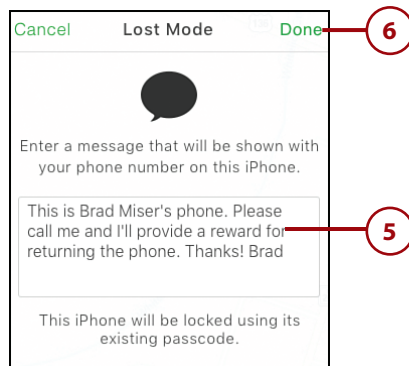 Cancel Lost Mode Done 6
Enter a message that will be shown with
your phone number on this iPhone.
This is Brad Miser's phone. Please
call me and I'll provide a reward for 5
returning the phone. Thanks! Brad
This iPhone will be locked using its
existing passcode.